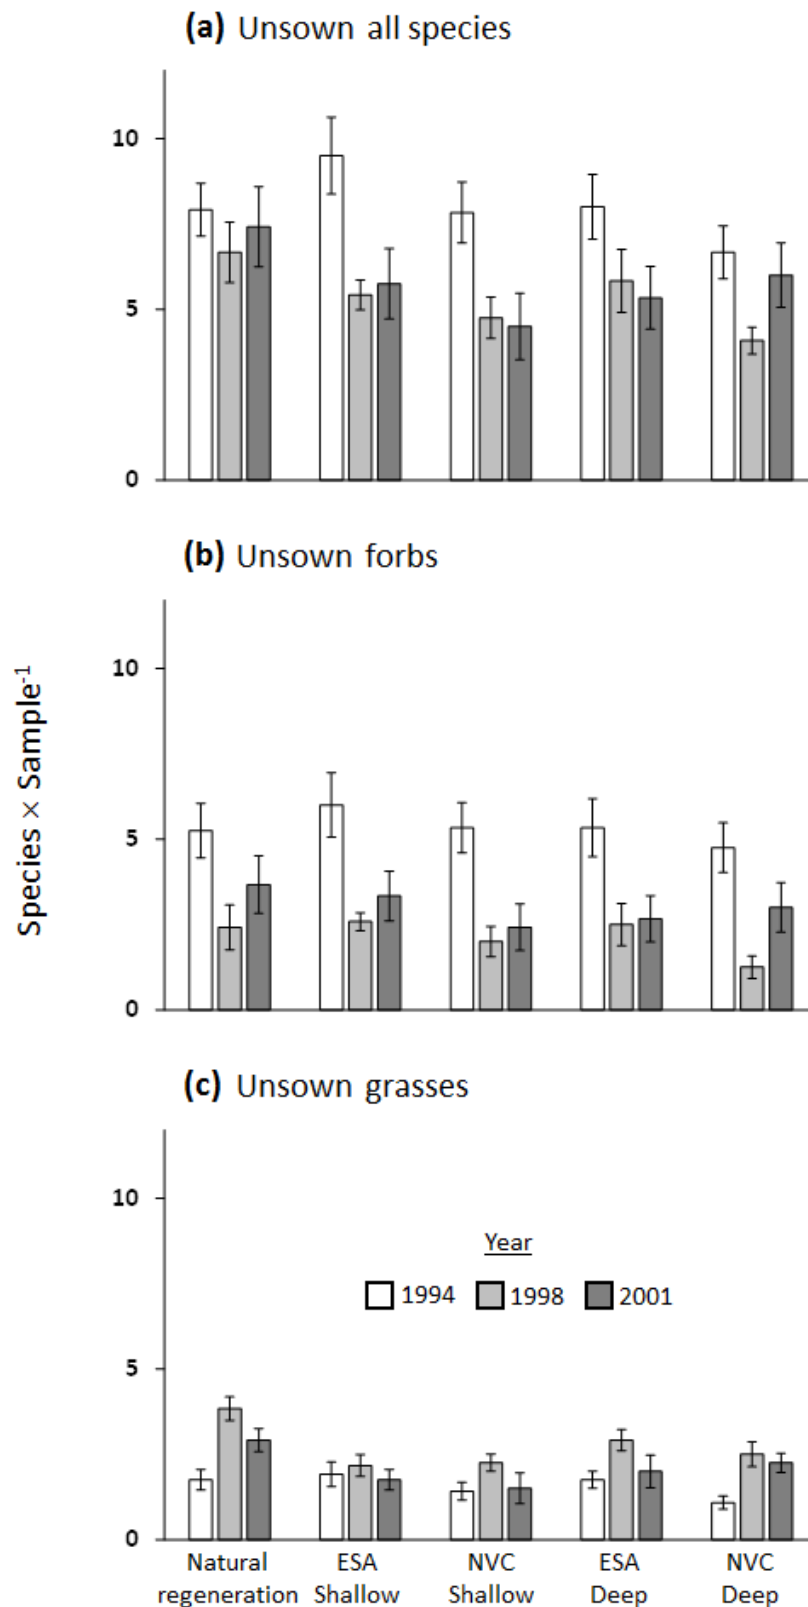 (a) Unsown all species
10
5
0
(b) Unsown forbs
10
5
0
Species × Sample⁻¹
(c) Unsown grasses
10
Year
1994 1998 2001
5
0
Natural regeneration
ESA Shallow
NVC Shallow
ESA Deep
NVC Deep